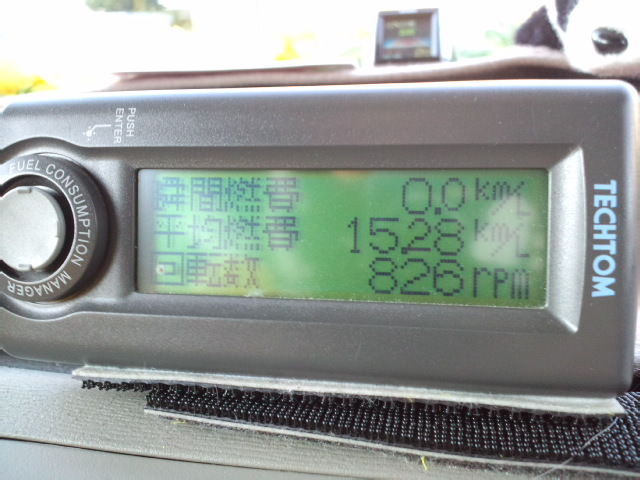 PUSH
ENTER
FUEL CONSUMPTION
MANAGER
瞬間燃費 0.0 km/L
平均燃費 15.28 km/L
回転数 826 rpm
TECHTOM